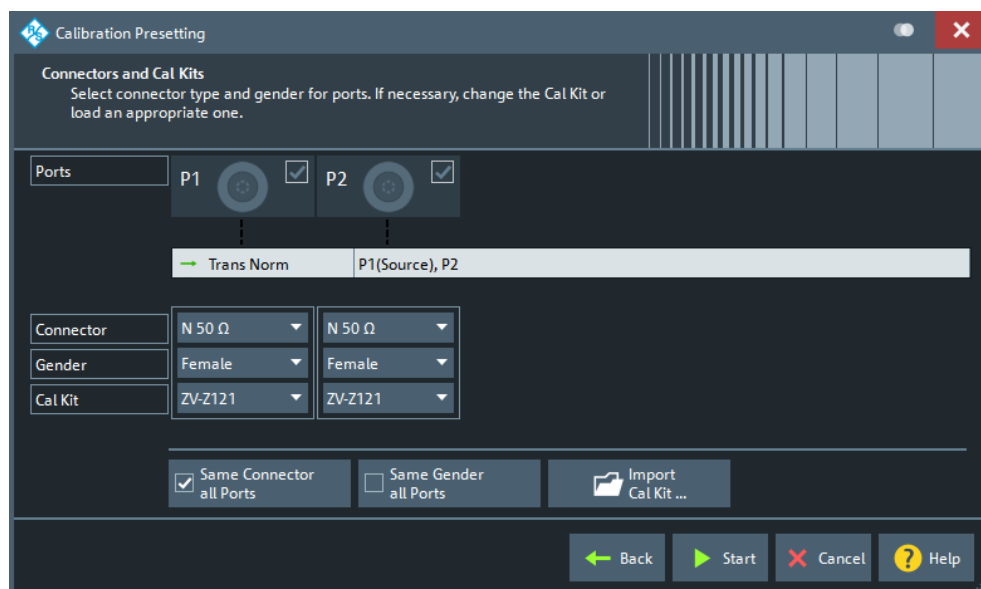 Calibration Presetting
Connectors and Cal Kits
Select connector type and gender for ports. If necessary, change the Cal Kit or
load an appropriate one.
Ports
P1
P2
Trans Norm
P1(Source), P2
Connector
N 50 Ω
N 50 Ω
Gender
Female
Female
Cal Kit
ZV-Z121
ZV-Z121
Same Connector
all Ports
Same Gender
all Ports
Import
Cal Kit ...
Back
Start
Cancel
? Help